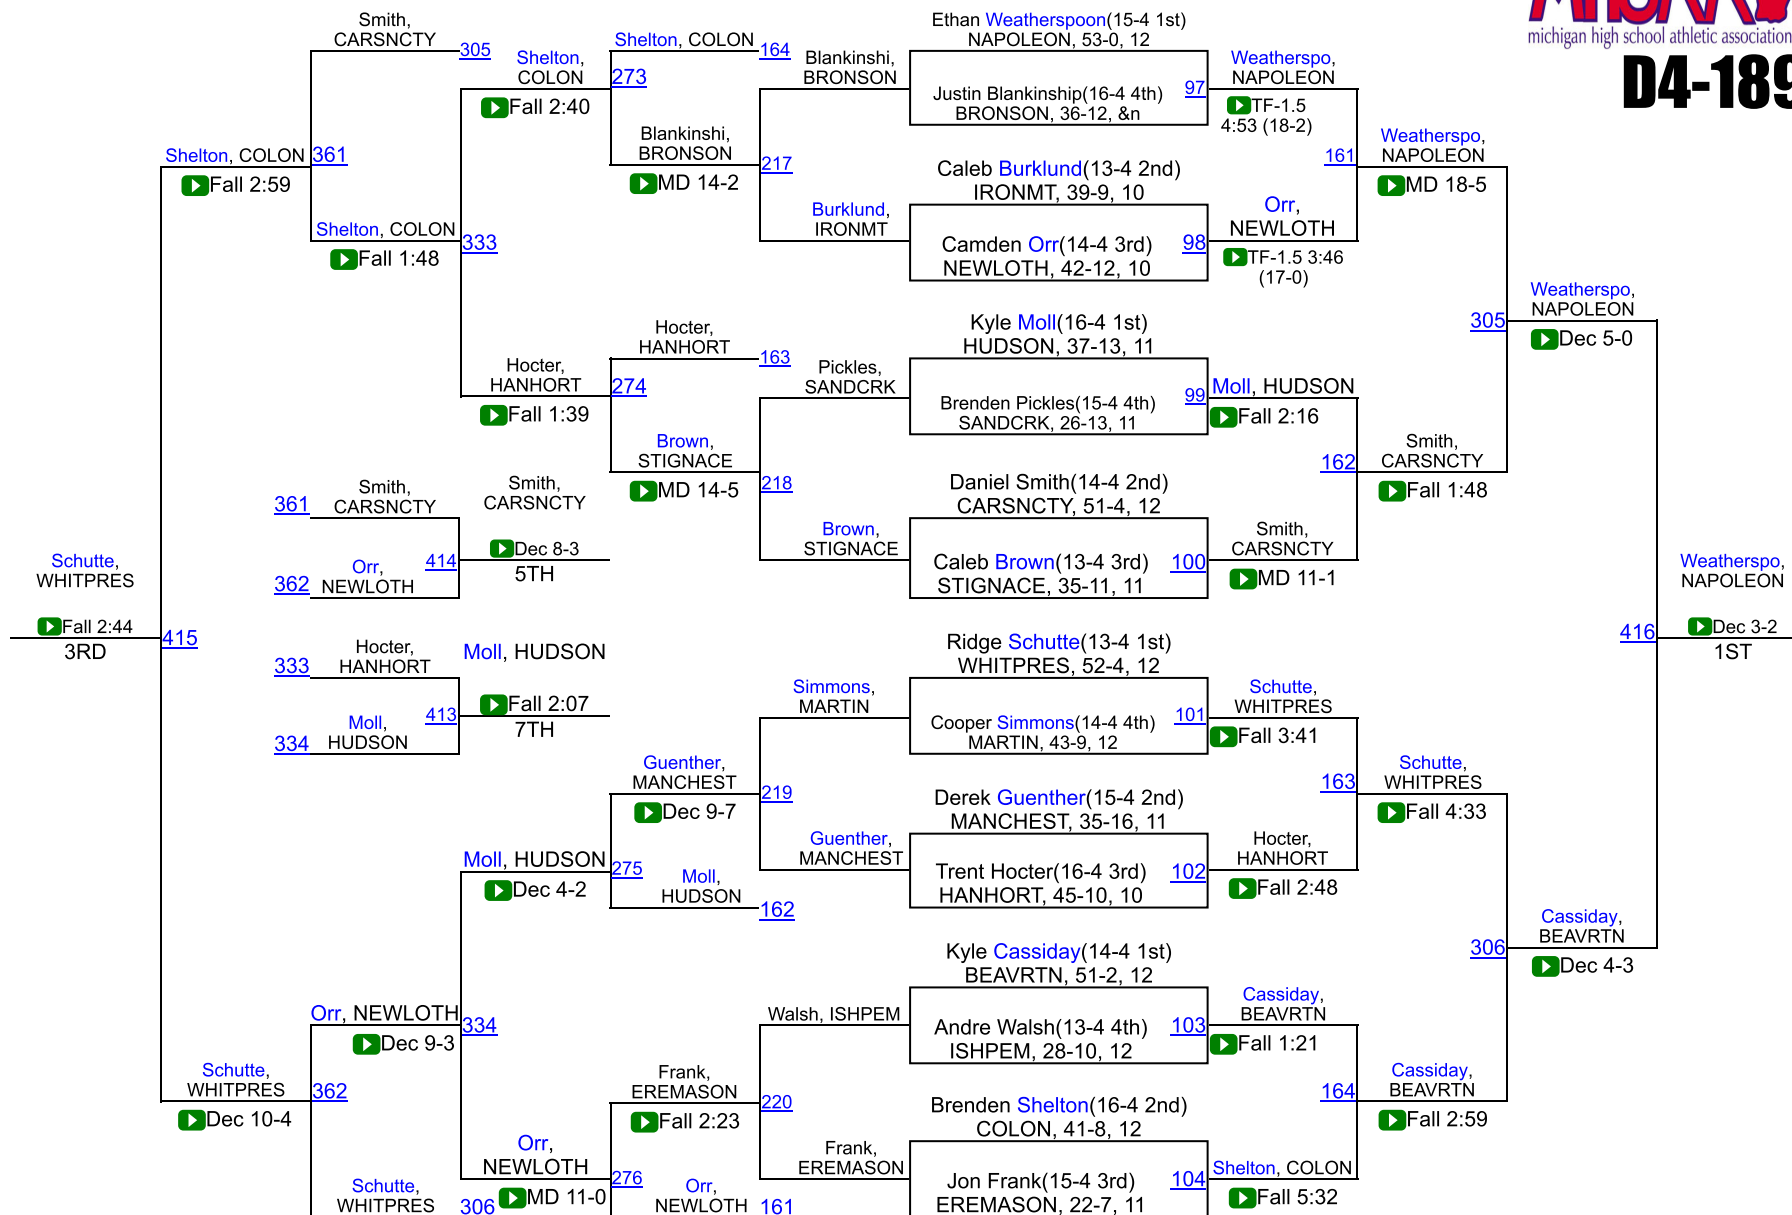 MHSAA
michigan high school athletic association
D4-189
Smith,
CARSNCTY
305
Shelton, COLON
361
Fall 2:59
Shelton, COLON
Fall 1:48
333
Shelton,
COLON
273
Fall 2:40
Shelton, COLON
164
Blankinshi,
BRONSON
MD 14-2
217
Hocter,
HANHORT
274
Fall 1:39
Hocter,
HANHORT
163
Brown,
STIGNACE
MD 14-5
218
361
Smith,
CARSNCTY
362
Orr,
NEWLOTH
414
Smith,
CARSNCTY
Dec 8-3
5TH
Schutte,
WHITPRES
Fall 2:44
3RD
415
333
Hocter,
HANHORT
334
Moll,
HUDSON
413
Moll, HUDSON
Fall 2:07
7TH
Guenther,
MANCHEST
Dec 9-7
219
Moll, HUDSON
Dec 4-2
275
Moll,
HUDSON
162
Orr, NEWLOTH
Dec 9-3
334
Schutte,
WHITPRES
Dec 10-4
362
Frank,
EREMASON
Fall 2:23
220
Orr,
NEWLOTH
MD 11-0
276
Schutte,
WHITPRES
306
Orr,
NEWLOTH
161
Blankinshi,
BRONSON
Burklund,
IRONMT
Pickles,
SANDCRK
Brown,
STIGNACE
Simmons,
MARTIN
Guenther,
MANCHEST
Walsh, ISHPEM
Frank,
EREMASON
Ethan Weatherspoon(15-4 1st)
NAPOLEON, 53-0, 12
Justin Blankinship(16-4 4th)
BRONSON, 36-12, &n
97
Caleb Burklund(13-4 2nd)
IRONMT, 39-9, 10
Camden Orr(14-4 3rd)
NEWLOTH, 42-12, 10
98
Kyle Moll(16-4 1st)
HUDSON, 37-13, 11
Brenden Pickles(15-4 4th)
SANDCRK, 26-13, 11
99
Daniel Smith(14-4 2nd)
CARSNCTY, 51-4, 12
Caleb Brown(13-4 3rd)
STIGNACE, 35-11, 11
100
Ridge Schutte(13-4 1st)
WHITPRES, 52-4, 12
Cooper Simmons(14-4 4th)
MARTIN, 43-9, 12
101
Derek Guenther(15-4 2nd)
MANCHEST, 35-16, 11
Trent Hocter(16-4 3rd)
HANHORT, 45-10, 10
102
Kyle Cassiday(14-4 1st)
BEAVRTN, 51-2, 12
Andre Walsh(13-4 4th)
ISHPEM, 28-10, 12
103
Brenden Shelton(16-4 2nd)
COLON, 41-8, 12
Jon Frank(15-4 3rd)
EREMASON, 22-7, 11
104
Weatherspo,
NAPOLEON
TF-1.5
4:53 (18-2)
Orr,
NEWLOTH
TF-1.5 3:46
(17-0)
Moll, HUDSON
Fall 2:16
Smith,
CARSNCTY
MD 11-1
Schutte,
WHITPRES
Fall 3:41
Hocter,
HANHORT
Fall 2:48
Cassiday,
BEAVRTN
Fall 1:21
Shelton, COLON
Fall 5:32
161
Weatherspo,
NAPOLEON
MD 18-5
162
Smith,
CARSNCTY
Fall 1:48
163
Schutte,
WHITPRES
Fall 4:33
164
Cassiday,
BEAVRTN
Fall 2:59
305
Weatherspo,
NAPOLEON
Dec 5-0
306
Cassiday,
BEAVRTN
Dec 4-3
416
Weatherspo,
NAPOLEON
Dec 3-2
1ST